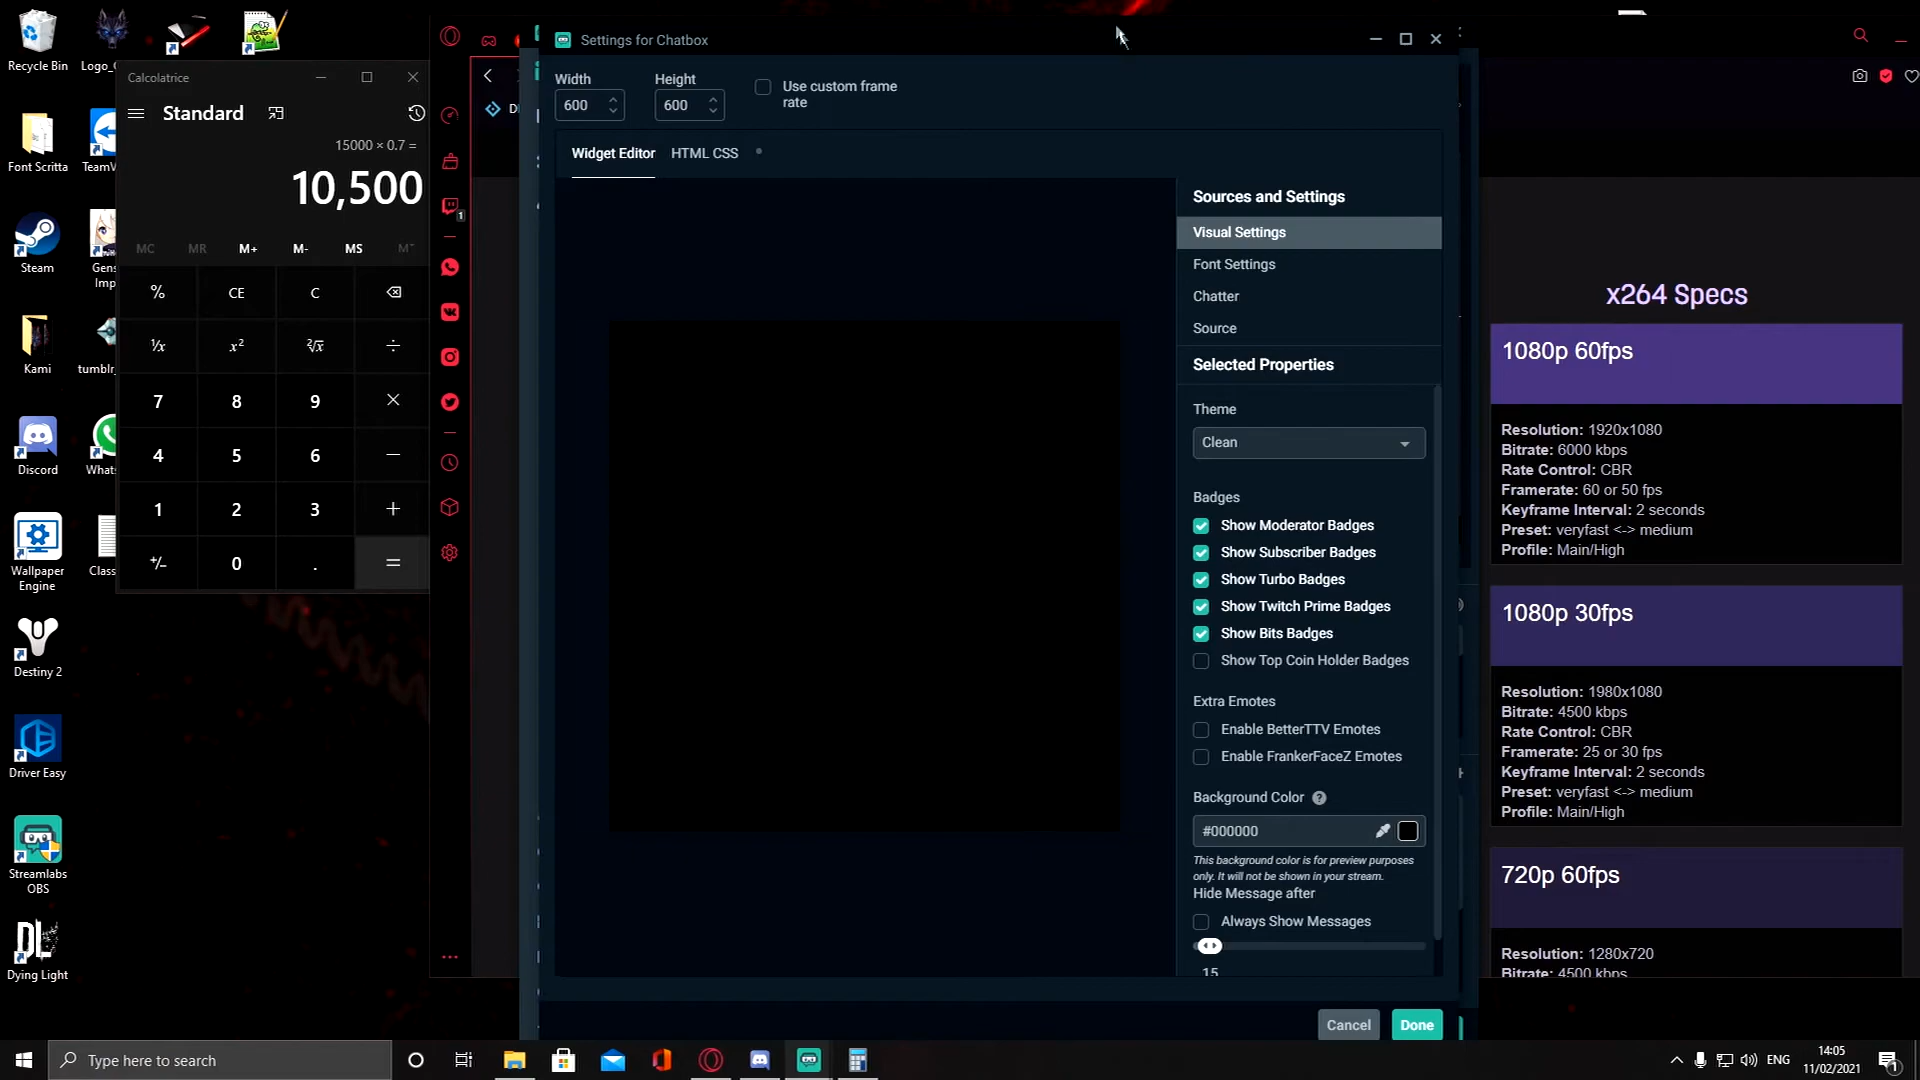 Recycle Bin
Logo_
Font Scritta
TeamV
Steam
Gens
Imp
Kami
tumblr_
Discord
Whats
Wallpaper
Engine
Class
Destiny 2
Driver Easy
Streamlabs
OBS
Dying Light
Calcolatrice
Standard
15000 × 0.7 =
10,500
MC MR M+ M- MS M˅
% CE C
¹/x x² ²√x ÷
7 8 9 ×
4 5 6 −
1 2 3 +
+/− 0 . =
1
Settings for Chatbox
Width
600
Height
600
Use custom frame
rate
Widget Editor HTML CSS
Sources and Settings
Visual Settings
Font Settings
Chatter
Source
Selected Properties
Theme
Clean
Badges
Show Moderator Badges
Show Subscriber Badges
Show Turbo Badges
Show Twitch Prime Badges
Show Bits Badges
Show Top Coin Holder Badges
Extra Emotes
Enable BetterTTV Emotes
Enable FrankerFaceZ Emotes
Background Color ?
#000000
This background color is for preview purposes
only. It will not be shown in your stream.
Hide Message after
Always Show Messages
15
Cancel Done
x264 Specs
1080p 60fps
Resolution: 1920x1080
Bitrate: 6000 kbps
Rate Control: CBR
Framerate: 60 or 50 fps
Keyframe Interval: 2 seconds
Preset: veryfast <-> medium
Profile: Main/High
1080p 30fps
Resolution: 1980x1080
Bitrate: 4500 kbps
Rate Control: CBR
Framerate: 25 or 30 fps
Keyframe Interval: 2 seconds
Preset: veryfast <-> medium
Profile: Main/High
720p 60fps
Resolution: 1280x720
Bitrate: 4500 kbps
Type here to search
ENG
14:05
11/02/2021
1